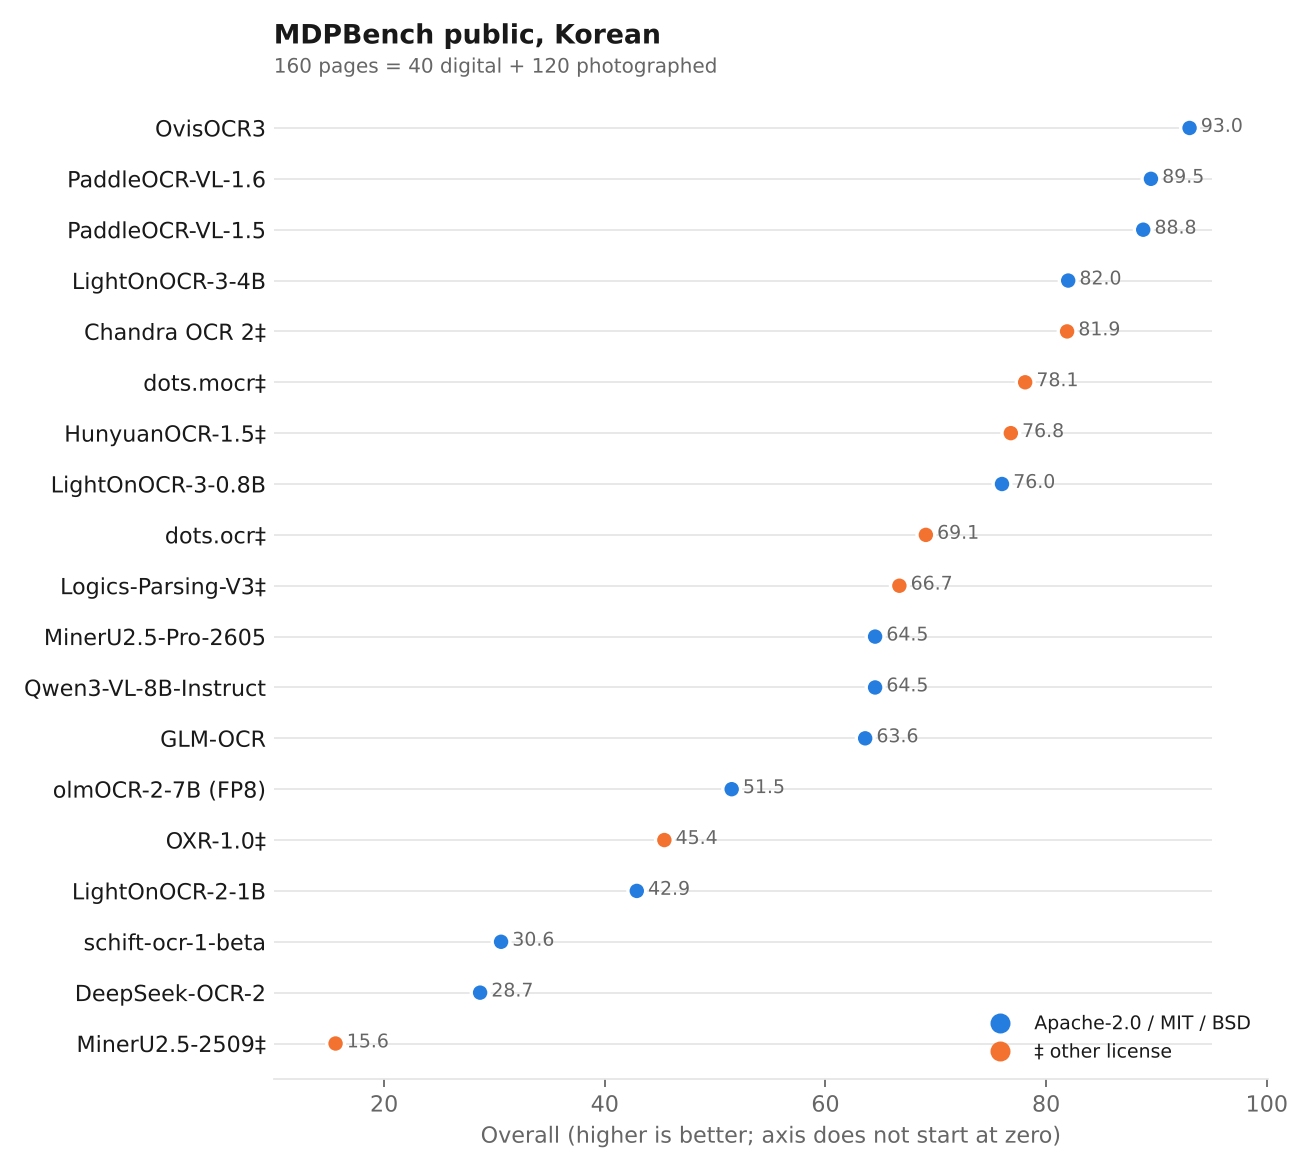 MDPBench public, Korean
160 pages = 40 digital + 120 photographed
OvisOCR3 93.0
PaddleOCR-VL-1.6 89.5
PaddleOCR-VL-1.5 88.8
LightOnOCR-3-4B 82.0
Chandra OCR 2‡ 81.9
dots.mocr‡ 78.1
HunyuanOCR-1.5‡ 76.8
LightOnOCR-3-0.8B 76.0
dots.ocr‡ 69.1
Logics-Parsing-V3‡ 66.7
MinerU2.5-Pro-2605 64.5
Qwen3-VL-8B-Instruct 64.5
GLM-OCR 63.6
olmOCR-2-7B (FP8) 51.5
OXR-1.0‡ 45.4
LightOnOCR-2-1B 42.9
schift-ocr-1-beta 30.6
DeepSeek-OCR-2 28.7
MinerU2.5-2509‡ 15.6
Apache-2.0 / MIT / BSD
‡ other license
20 40 60 80 100
Overall (higher is better; axis does not start at zero)